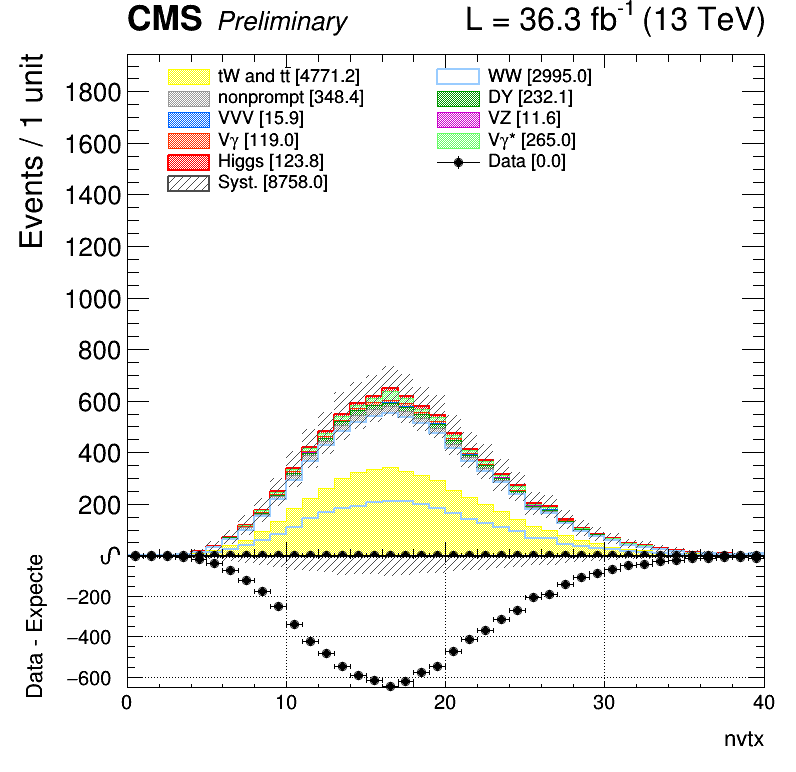 CMS Preliminary L = 36.3 fb-1 (13 TeV)
Events / 1 unit
1800
1600
1400
1200
1000
800
600
400
200
0
tW and tt̄ [4771.2]
nonprompt [348.4]
VVV [15.9]
Vγ [119.0]
Higgs [123.8]
Syst. [8758.0]
WW [2995.0]
DY [232.1]
VZ [11.6]
Vγ* [265.0]
Data [0.0]
Data - Expecte
0
−200
−400
−600
0 10 20 30 40
nvtx